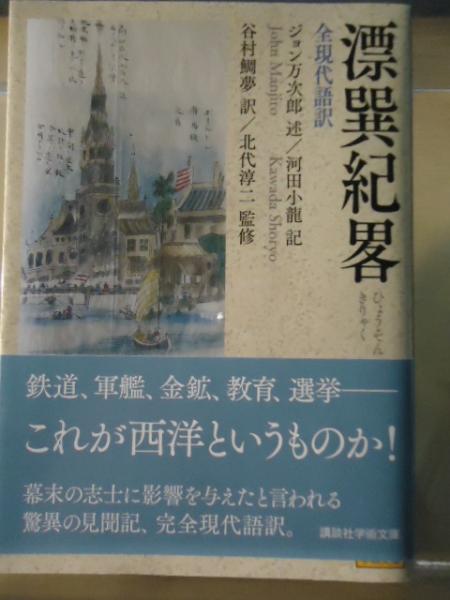 漂巽紀畧
ひょうそん
きりゃく
全現代語訳
ジョン万次郎 述／河田小龍 記
John Manjiro
Kawada Shoryo
谷村鯛夢 訳／北代淳二 監修
鉄道、軍艦、金鉱、教育、選挙――
これが西洋というものか!
幕末の志士に影響を与えたと言われる
驚異の見聞記、完全現代語訳。
講談社学術文庫